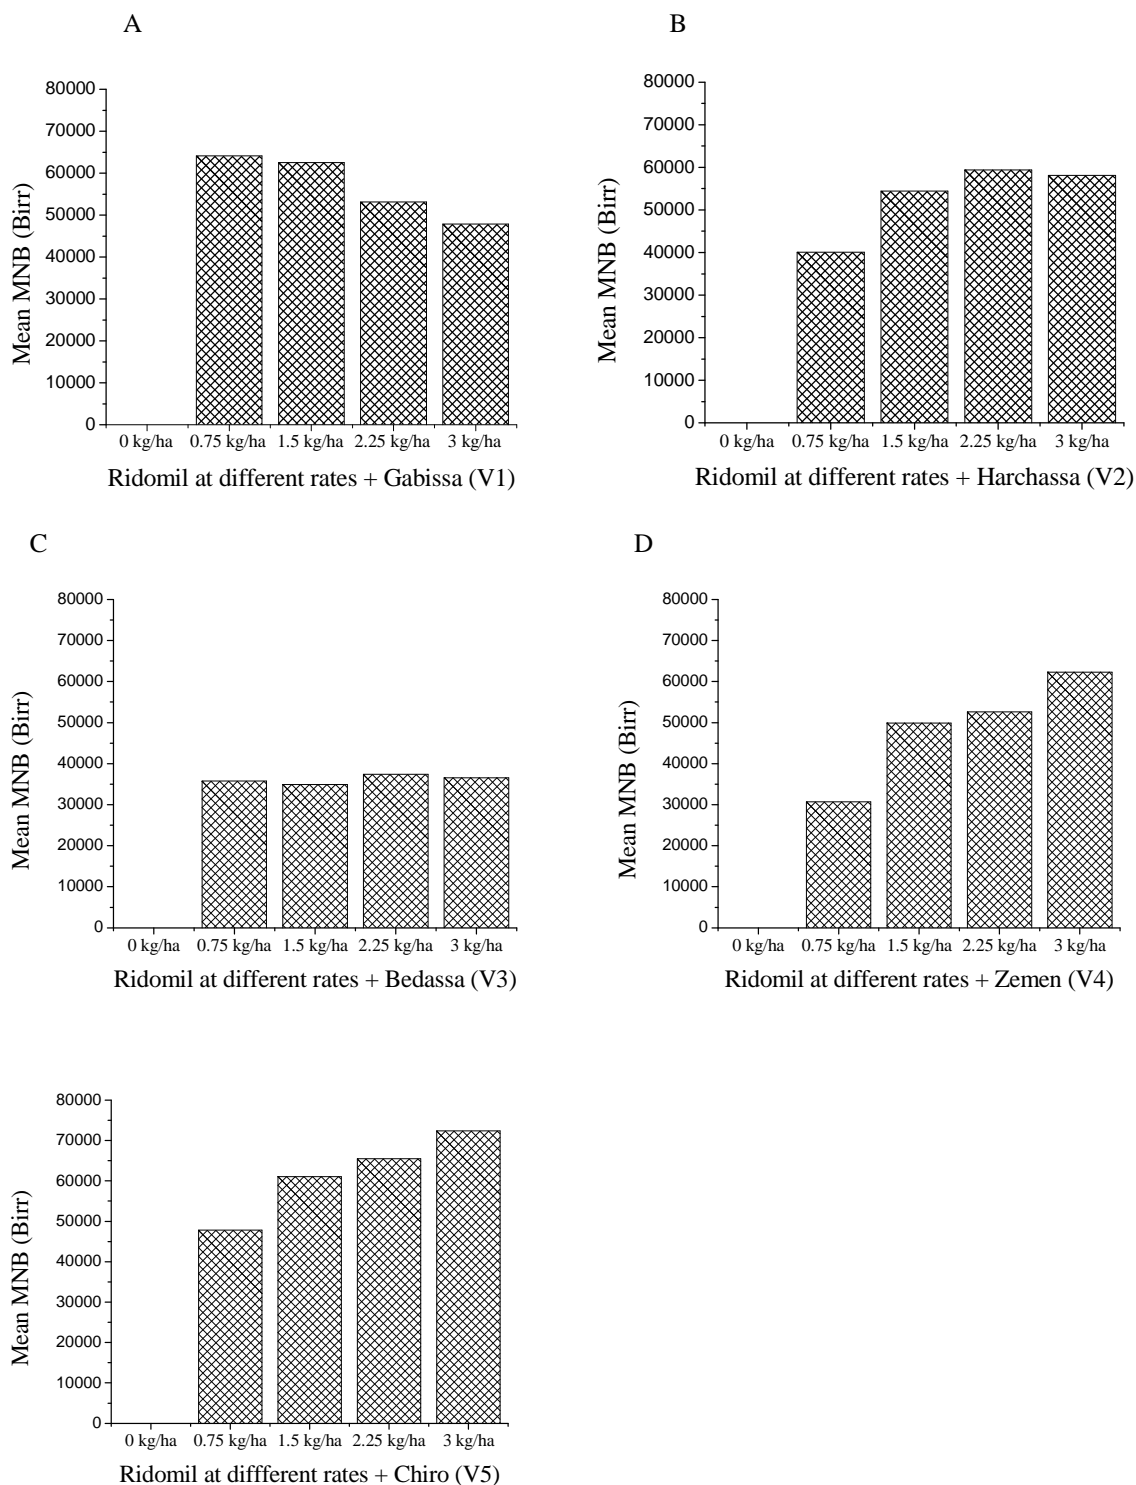 A
80000
70000
60000
50000
40000
30000
20000
10000
0
Mean MNB (Birr)
0 kg/ha 0.75 kg/ha 1.5 kg/ha 2.25 kg/ha 3 kg/ha
Ridomil at different rates + Gabissa (V1)
B
80000
70000
60000
50000
40000
30000
20000
10000
0
Mean MNB (Birr)
0 kg/ha 0.75 kg/ha 1.5 kg/ha 2.25 kg/ha 3 kg/ha
Ridomil at different rates + Harchassa (V2)
C
80000
70000
60000
50000
40000
30000
20000
10000
0
Mean MNB (Birr)
0 kg/ha 0.75 kg/ha 1.5 kg/ha 2.25 kg/ha 3 kg/ha
Ridomil at different rates + Bedassa (V3)
D
80000
70000
60000
50000
40000
30000
20000
10000
0
Mean MNB (Birr)
0 kg/ha 0.75 kg/ha 1.5 kg/ha 2.25 kg/ha 3 kg/ha
Ridomil at different rates + Zemen (V4)
80000
70000
60000
50000
40000
30000
20000
10000
0
Mean MNB (Birr)
0 kg/ha 0.75 kg/ha 1.5 kg/ha 2.25 kg/ha 3 kg/ha
Ridomil at diffferent rates + Chiro (V5)